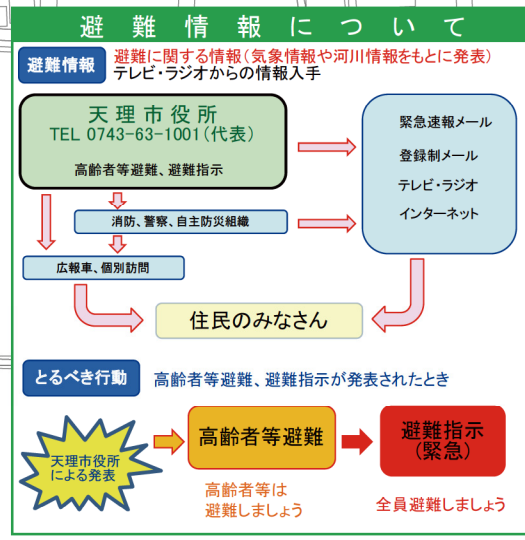 避難情報について
避難情報
避難に関する情報(気象情報や河川情報をもとに発表)
テレビ・ラジオからの情報入手
天理市役所
TEL 0743-63-1001(代表)
高齢者等避難、避難指示
緊急速報メール
登録制メール
テレビ・ラジオ
インターネット
消防、警察、自主防災組織
広報車、個別訪問
住民のみなさん
とるべき行動
高齢者等避難、避難指示が発表されたとき
天理市役所
による発表
高齢者等避難
避難指示
(緊急)
高齢者等は
避難しましょう
全員避難しましょう